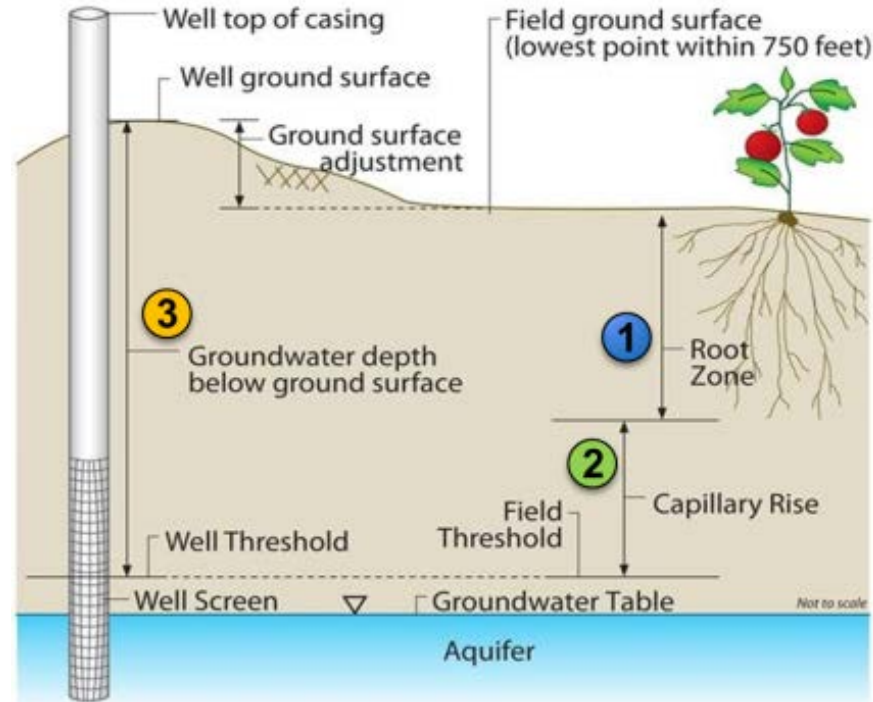 Well top of casing
Field ground surface
(lowest point within 750 feet)
Well ground surface
Ground surface
adjustment
3
1
Groundwater depth
below ground surface
Root
Zone
2
Capillary Rise
Field
Threshold
Well Threshold
Well Screen
Groundwater Table
Not to scale
Aquifer